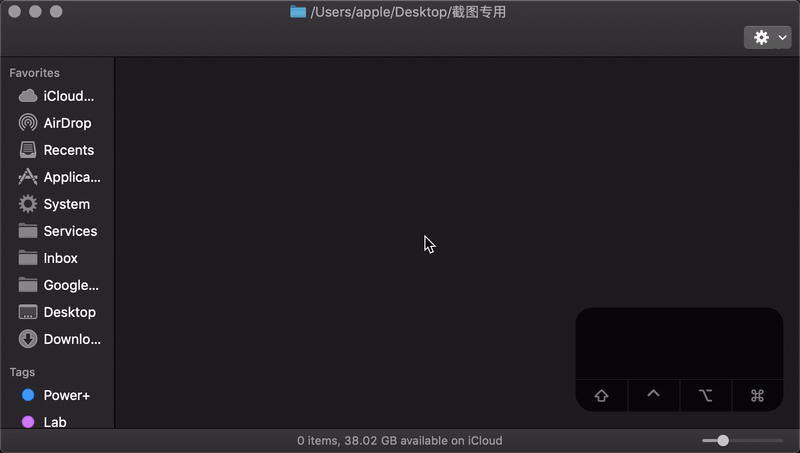 /Users/apple/Desktop/截图专用
Favorites
iCloud...
AirDrop
Recents
Applica...
System
Services
Inbox
Google...
Desktop
Downlo...
Tags
Power+
Lab
0 items, 38.02 GB available on iCloud